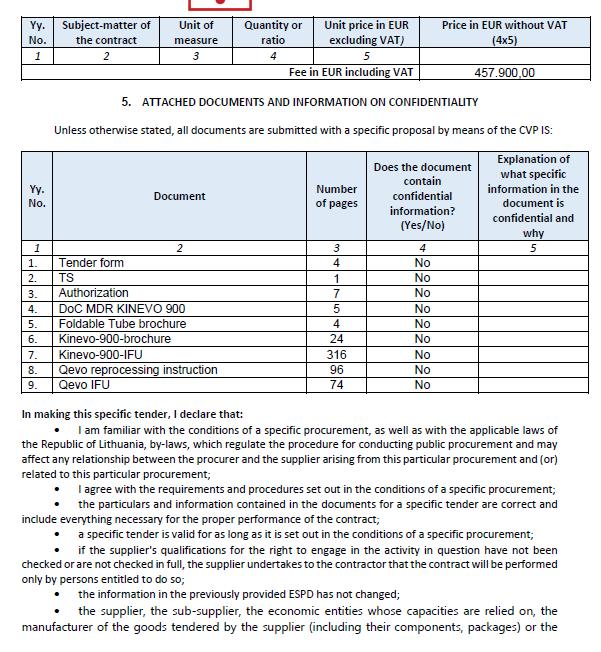 Yy. No. Subject-matter of the contract Unit of measure Quantity or ratio Unit price in EUR excluding VAT) Price in EUR without VAT (4x5)
1 2 3 4 5
Fee in EUR including VAT 457.900,00
5. ATTACHED DOCUMENTS AND INFORMATION ON CONFIDENTIALITY
Unless otherwise stated, all documents are submitted with a specific proposal by means of the CVP IS:
Yy. No. Document Number of pages Does the document contain confidential information? (Yes/No) Explanation of what specific information in the document is confidential and why
1 2 3 4 5
1. Tender form 4 No
2. TS 1 No
3. Authorization 7 No
4. DoC MDR KINEVO 900 5 No
5. Foldable Tube brochure 4 No
6. Kinevo-900-brochure 24 No
7. Kinevo-900-IFU 316 No
8. Qevo reprocessing instruction 96 No
9. Qevo IFU 74 No
In making this specific tender, I declare that:
• I am familiar with the conditions of a specific procurement, as well as with the applicable laws of
the Republic of Lithuania, by-laws, which regulate the procedure for conducting public procurement and may
affect any relationship between the procurer and the supplier arising from this particular procurement and (or)
related to this particular procurement;
• I agree with the requirements and procedures set out in the conditions of a specific procurement;
• the particulars and information contained in the documents for a specific tender are correct and
include everything necessary for the proper performance of the contract;
• a specific tender is valid for as long as it is set out in the conditions of a specific procurement;
• if the supplier's qualifications for the right to engage in the activity in question have not been
checked or are not checked in full, the supplier undertakes to the contractor that the contract will be performed
only by persons entitled to do so;
• the information in the previously provided ESPD has not changed;
• the supplier, the sub-supplier, the economic entities whose capacities are relied on, the
manufacturer of the goods tendered by the supplier (including their components, packages) or the